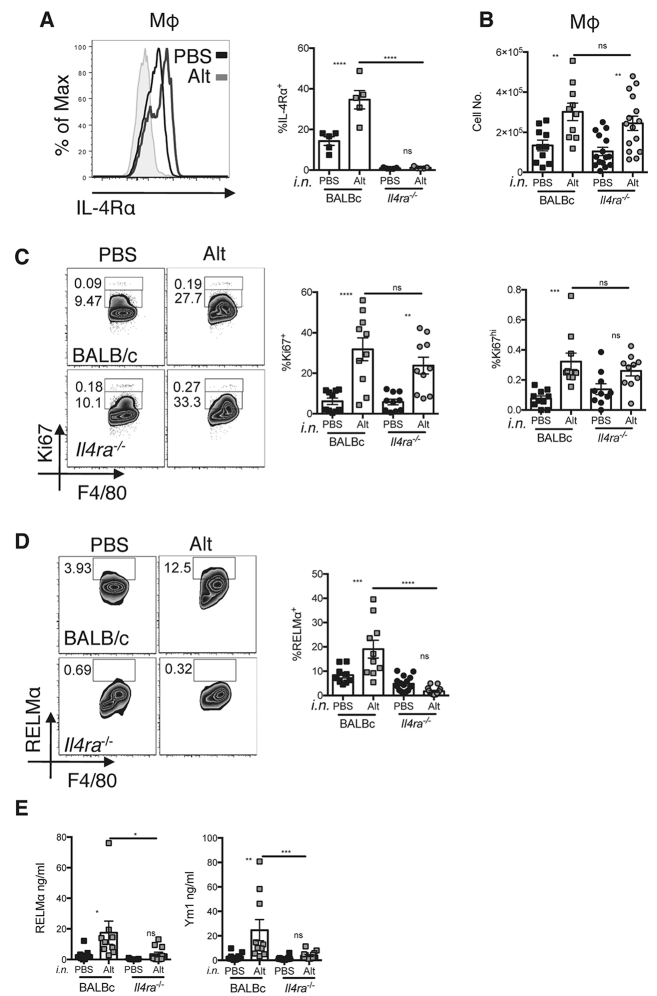 A
Mϕ
PBS
Alt
100
80
60
40
20
0
% of Max
IL-4Rα
60
40
20
0
%IL-4Rα⁺
****
****
ns
i.n.
PBS
Alt
PBS
Alt
BALBc
Il4ra⁻/⁻
B
Mϕ
6×10⁵
4×10⁵
2×10⁵
0
Cell No.
**
ns
**
i.n.
PBS
Alt
PBS
Alt
BALBc
Il4ra⁻/⁻
C
PBS
Alt
0.09
9.47
0.19
27.7
BALB/c
0.18
10.1
0.27
33.3
Il4ra⁻/⁻
Ki67
F4/80
60
40
20
0
%Ki67⁺
****
ns
**
i.n.
PBS
Alt
PBS
Alt
BALBc
Il4ra⁻/⁻
0.8
0.6
0.4
0.2
0.0
%Ki67ʰⁱ
***
ns
ns
i.n.
PBS
Alt
PBS
Alt
BALBc
Il4ra⁻/⁻
D
PBS
Alt
3.93
12.5
BALB/c
0.69
0.32
Il4ra⁻/⁻
RELMα
F4/80
50
40
30
20
10
0
%RELMα⁺
***
****
ns
i.n.
PBS
Alt
PBS
Alt
BALBc
Il4ra⁻/⁻
E
80
60
40
20
0
RELMα ng/ml
*
*
ns
i.n.
PBS
Alt
PBS
Alt
BALBc
Il4ra⁻/⁻
100
80
60
40
20
0
Ym1 ng/ml
**
***
ns
i.n.
PBS
Alt
PBS
Alt
BALBc
Il4ra⁻/⁻